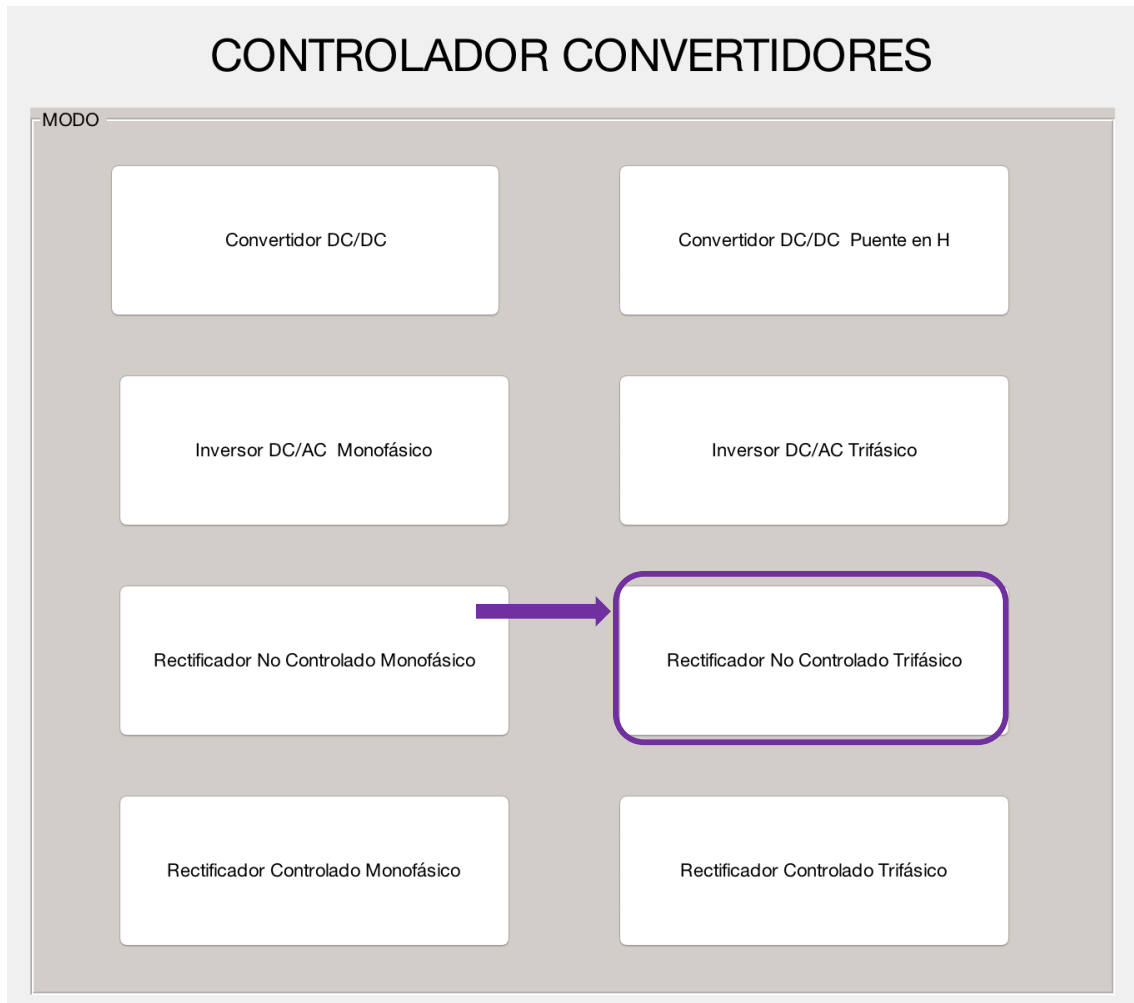 CONTROLADOR CONVERTIDORES
MODO
Convertidor DC/DC
Convertidor DC/DC  Puente en H
Inversor DC/AC  Monofásico
Inversor DC/AC Trifásico
Rectificador No Controlado Monofásico
Rectificador No Controlado Trifásico
Rectificador Controlado Monofásico
Rectificador Controlado Trifásico